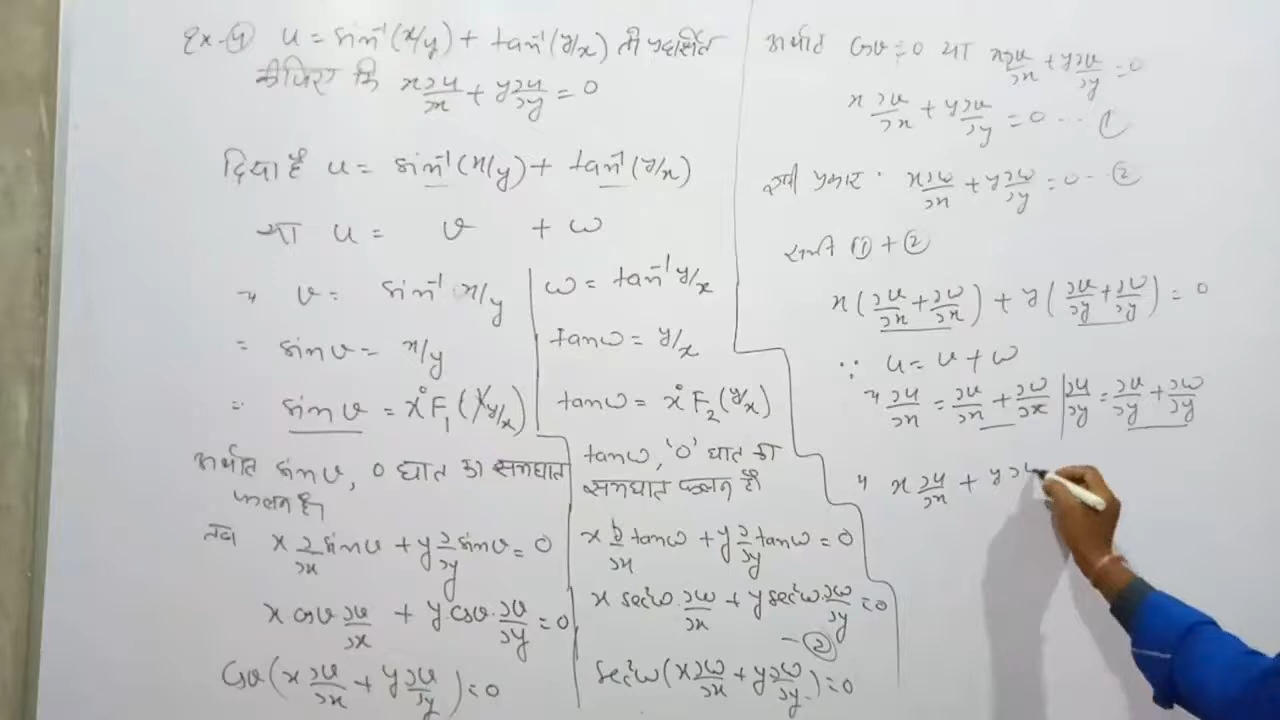 Ex-4) u = sin⁻¹(x/y) + tan⁻¹(y/x) तो प्रदर्शित
कीजिए कि x ∂u/∂x + y ∂u/∂y = 0
दिया है u = sin⁻¹(x/y) + tan⁻¹(y/x)
या u = v + w
" v = sin⁻¹ x/y
= sin v = x/y
= sin v = x⁰ F₁(1/y/x)
अर्थात sin v, 0 घात का समघात
फलन है।
तब x ∂/∂x sin v + y ∂/∂y sin v = 0
x cos v ∂v/∂x + y cos v · ∂v/∂y = 0
Cos v (x ∂v/∂x + y ∂v/∂y) = 0
w = tan⁻¹ y/x
tan w = y/x
tan w = x⁰ F₂(y/x)
tan w, '0' घात का
समघात फलन है।
x ∂/∂x tan w + y ∂/∂y tan w = 0
x sec²w · ∂w/∂x + y sec²w ∂w/∂y = 0
– ②
sec²w (x ∂w/∂x + y ∂w/∂y) = 0
अर्थात Cos v = 0 या x ∂v/∂x + y ∂v/∂y = 0
x ∂v/∂x + y ∂v/∂y = 0 ... ①
इसी प्रकार · x ∂w/∂x + y ∂w/∂y = 0 -- ②
① + ②
x (∂v/∂x + ∂w/∂x) + y (∂v/∂y + ∂w/∂y) = 0
∵ u = v + w
" ∂u/∂x = ∂v/∂x + ∂w/∂x | ∂u/∂y = ∂v/∂y + ∂w/∂y
" x ∂u/∂x + y ∂u